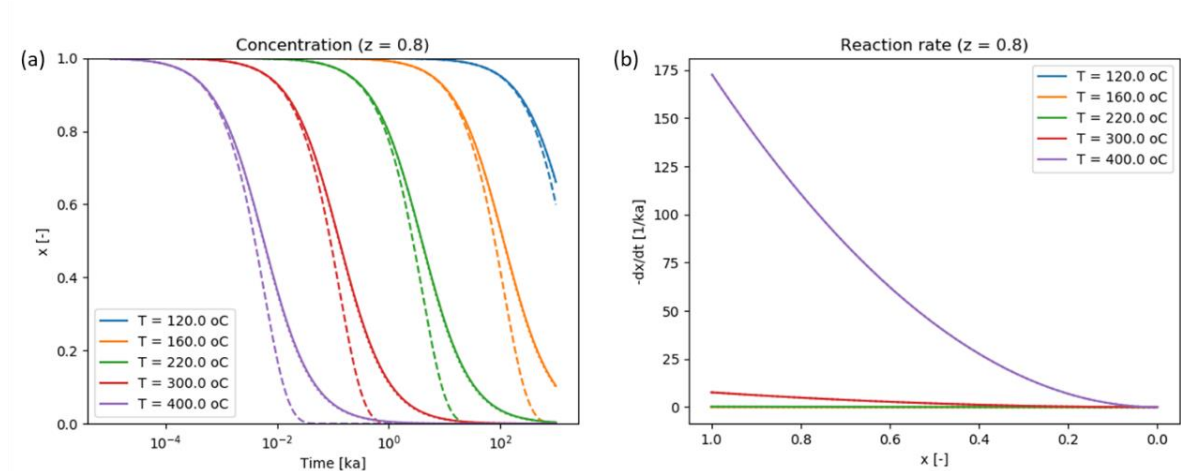 (a)
Concentration (z = 0.8)
1.0
0.8
0.6
0.4
0.2
0.0
x [-]
T = 120.0 oC
T = 160.0 oC
T = 220.0 oC
T = 300.0 oC
T = 400.0 oC
10⁻⁴
10⁻²
10⁰
10²
Time [ka]
(b)
Reaction rate (z = 0.8)
175
150
125
100
75
50
25
0
-dx/dt [1/ka]
T = 120.0 oC
T = 160.0 oC
T = 220.0 oC
T = 300.0 oC
T = 400.0 oC
1.0
0.8
0.6
0.4
0.2
0.0
x [-]